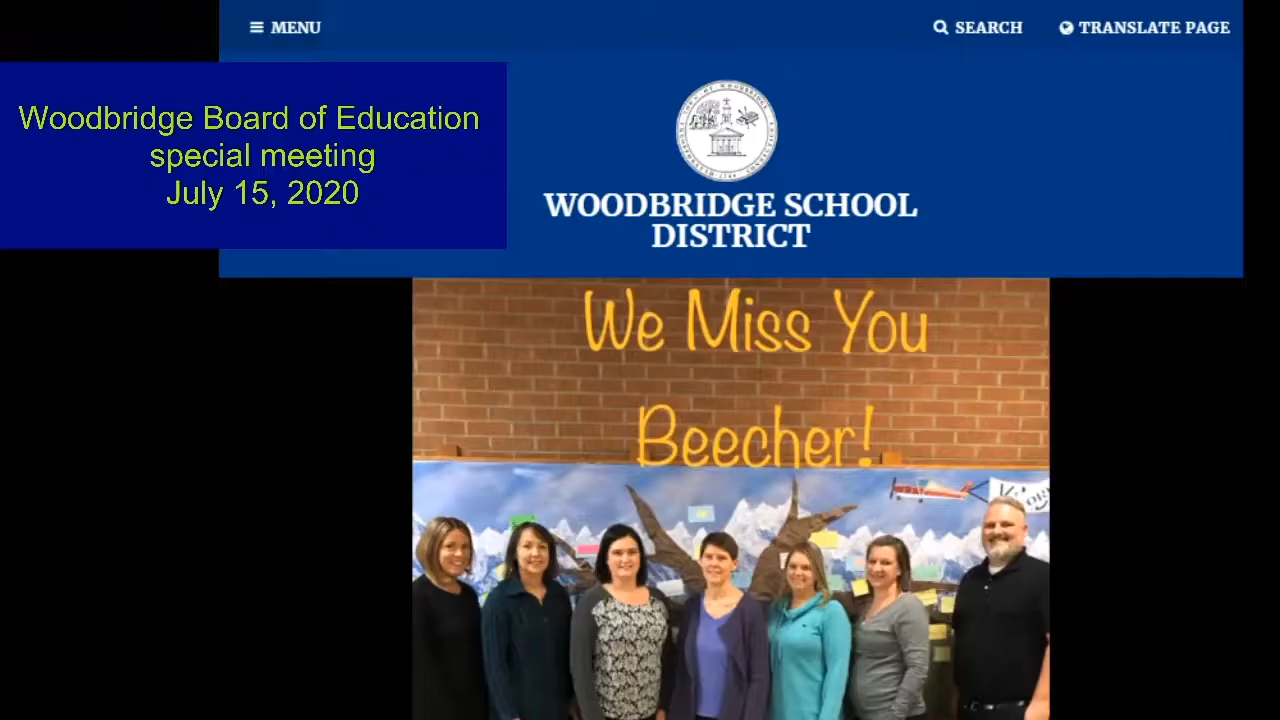 MENU
SEARCH
TRANSLATE PAGE
Woodbridge Board of Education
special meeting
July 15, 2020
WOODBRIDGE SCHOOL
DISTRICT
We Miss You
Beecher!